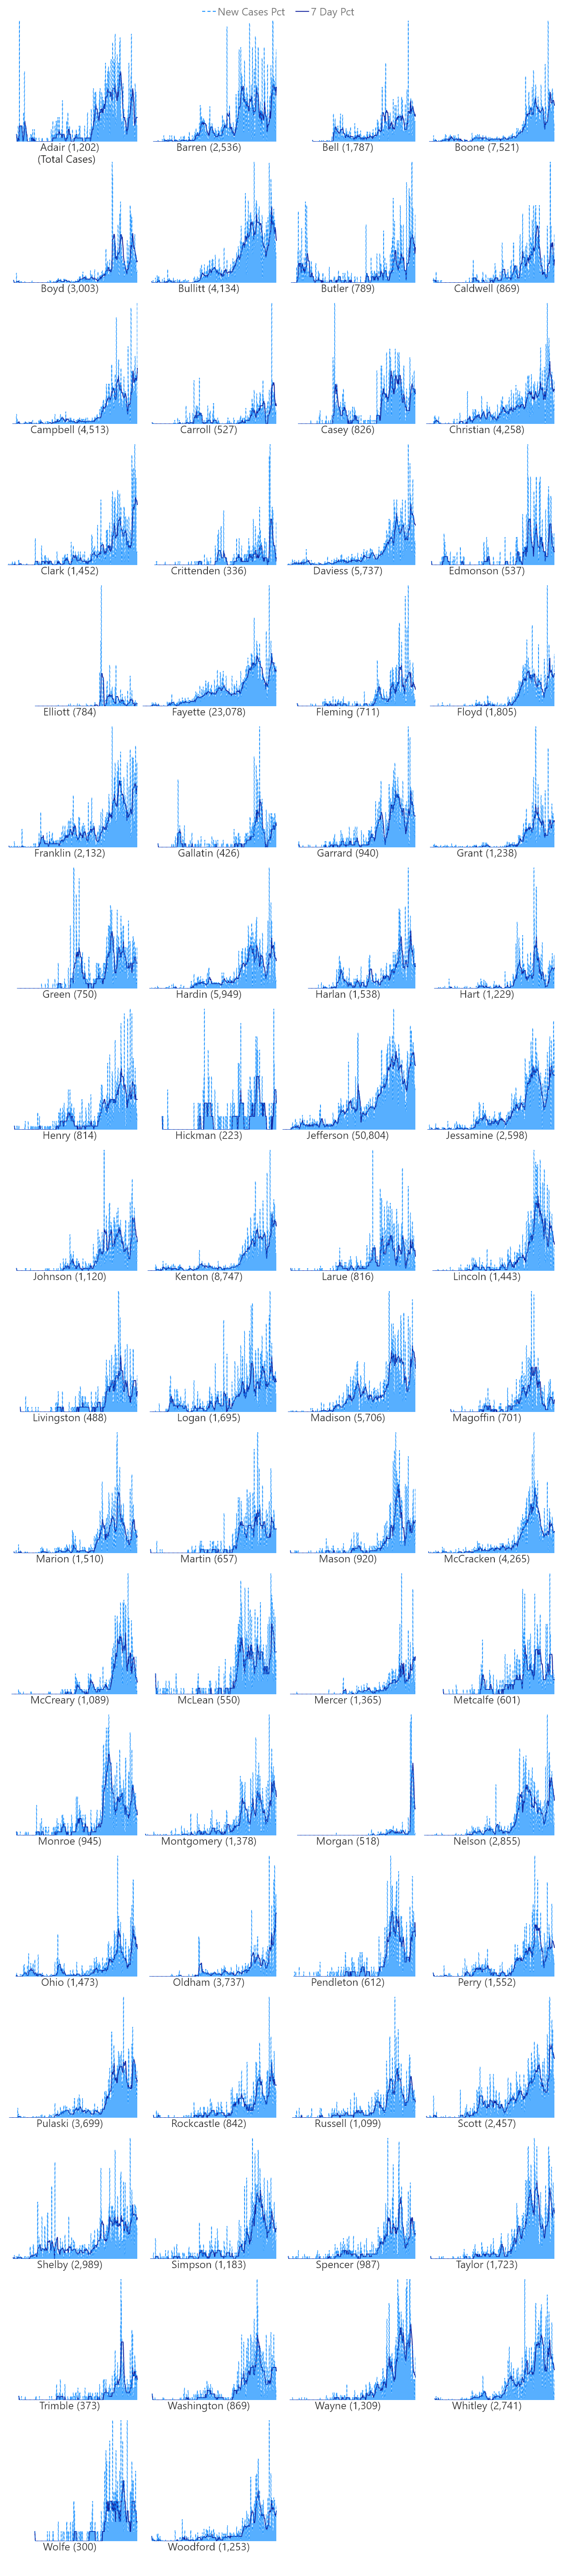 New Cases Pct 7 Day Pct
Adair (1,202) Barren (2,536) Bell (1,787) Boone (7,521)
(Total Cases)
Boyd (3,003) Bullitt (4,134) Butler (789) Caldwell (869)
Campbell (4,513) Carroll (527) Casey (826) Christian (4,258)
Clark (1,452) Crittenden (336) Daviess (5,737) Edmonson (537)
Elliott (784) Fayette (23,078) Fleming (711) Floyd (1,805)
Franklin (2,132) Gallatin (426) Garrard (940) Grant (1,238)
Green (750) Hardin (5,949) Harlan (1,538) Hart (1,229)
Henry (814) Hickman (223) Jefferson (50,804) Jessamine (2,598)
Johnson (1,120) Kenton (8,747) Larue (816) Lincoln (1,443)
Livingston (488) Logan (1,695) Madison (5,706) Magoffin (701)
Marion (1,510) Martin (657) Mason (920) McCracken (4,265)
McCreary (1,089) McLean (550) Mercer (1,365) Metcalfe (601)
Monroe (945) Montgomery (1,378) Morgan (518) Nelson (2,855)
Ohio (1,473) Oldham (3,737) Pendleton (612) Perry (1,552)
Pulaski (3,699) Rockcastle (842) Russell (1,099) Scott (2,457)
Shelby (2,989) Simpson (1,183) Spencer (987) Taylor (1,723)
Trimble (373) Washington (869) Wayne (1,309) Whitley (2,741)
Wolfe (300) Woodford (1,253)